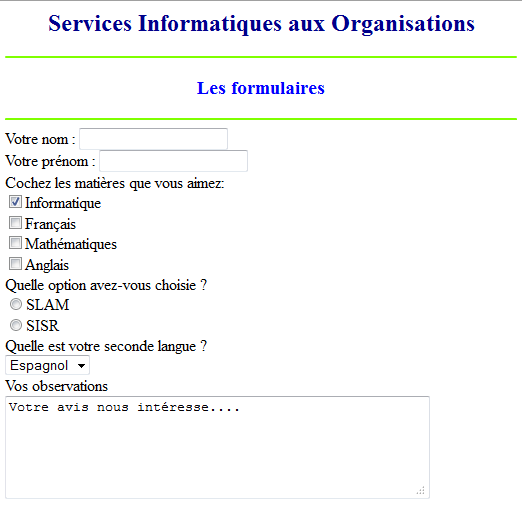 Services Informatiques aux Organisations
Les formulaires
Votre nom :
Votre prénom :
Cochez les matières que vous aimez:
Informatique
Français
Mathématiques
Anglais
Quelle option avez-vous choisie ?
SLAM
SISR
Quelle est votre seconde langue ?
Espagnol
Vos observations
Votre avis nous intéresse....